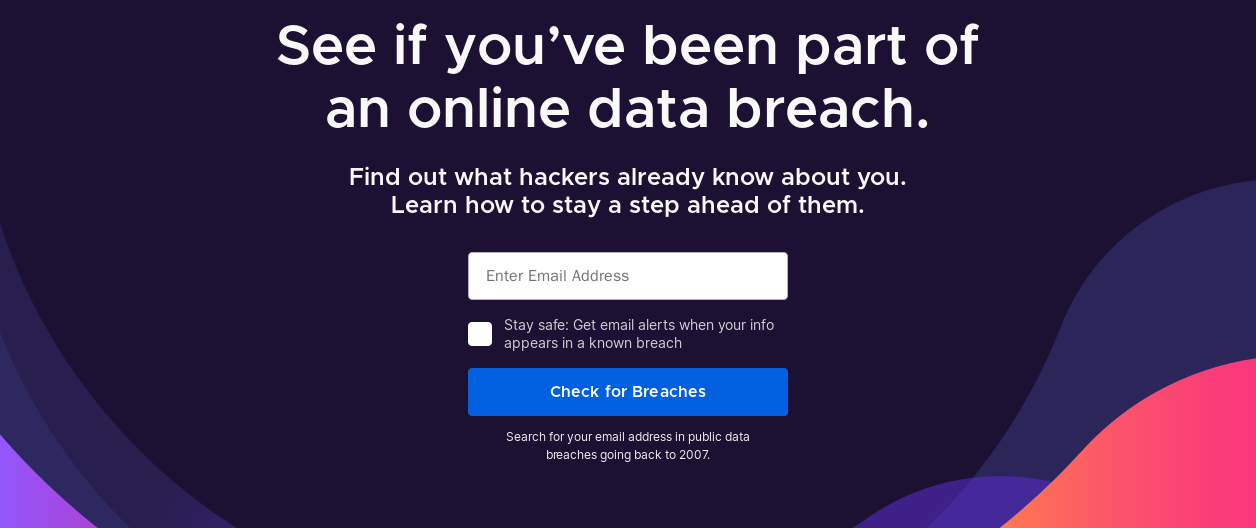 See if you’ve been part of
an online data breach.
Find out what hackers already know about you.
Learn how to stay a step ahead of them.
Enter Email Address
Stay safe: Get email alerts when your info
appears in a known breach
Check for Breaches
Search for your email address in public data
breaches going back to 2007.